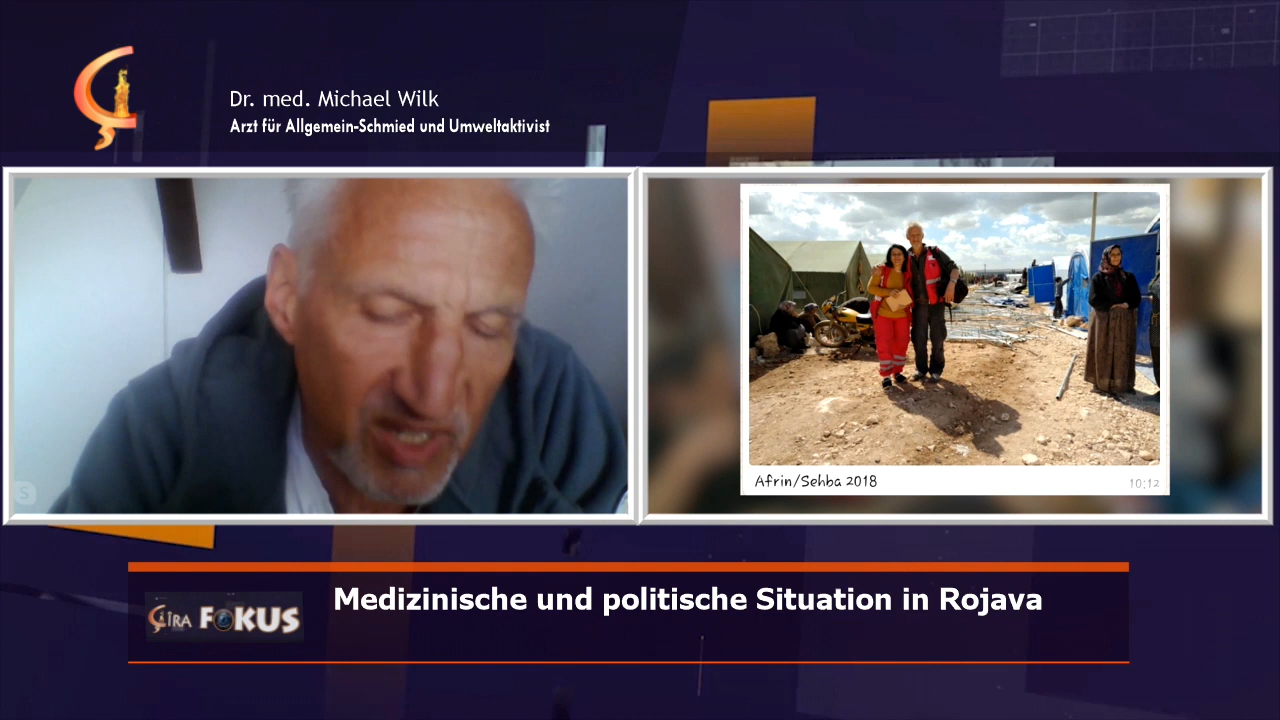 Dr. med. Michael Wilk
Arzt für Allgemein-Schmied und Umweltaktivist
Afrin/Sehba 2018
10:12
S
ÇIRA FOKUS
Medizinische und politische Situation in Rojava